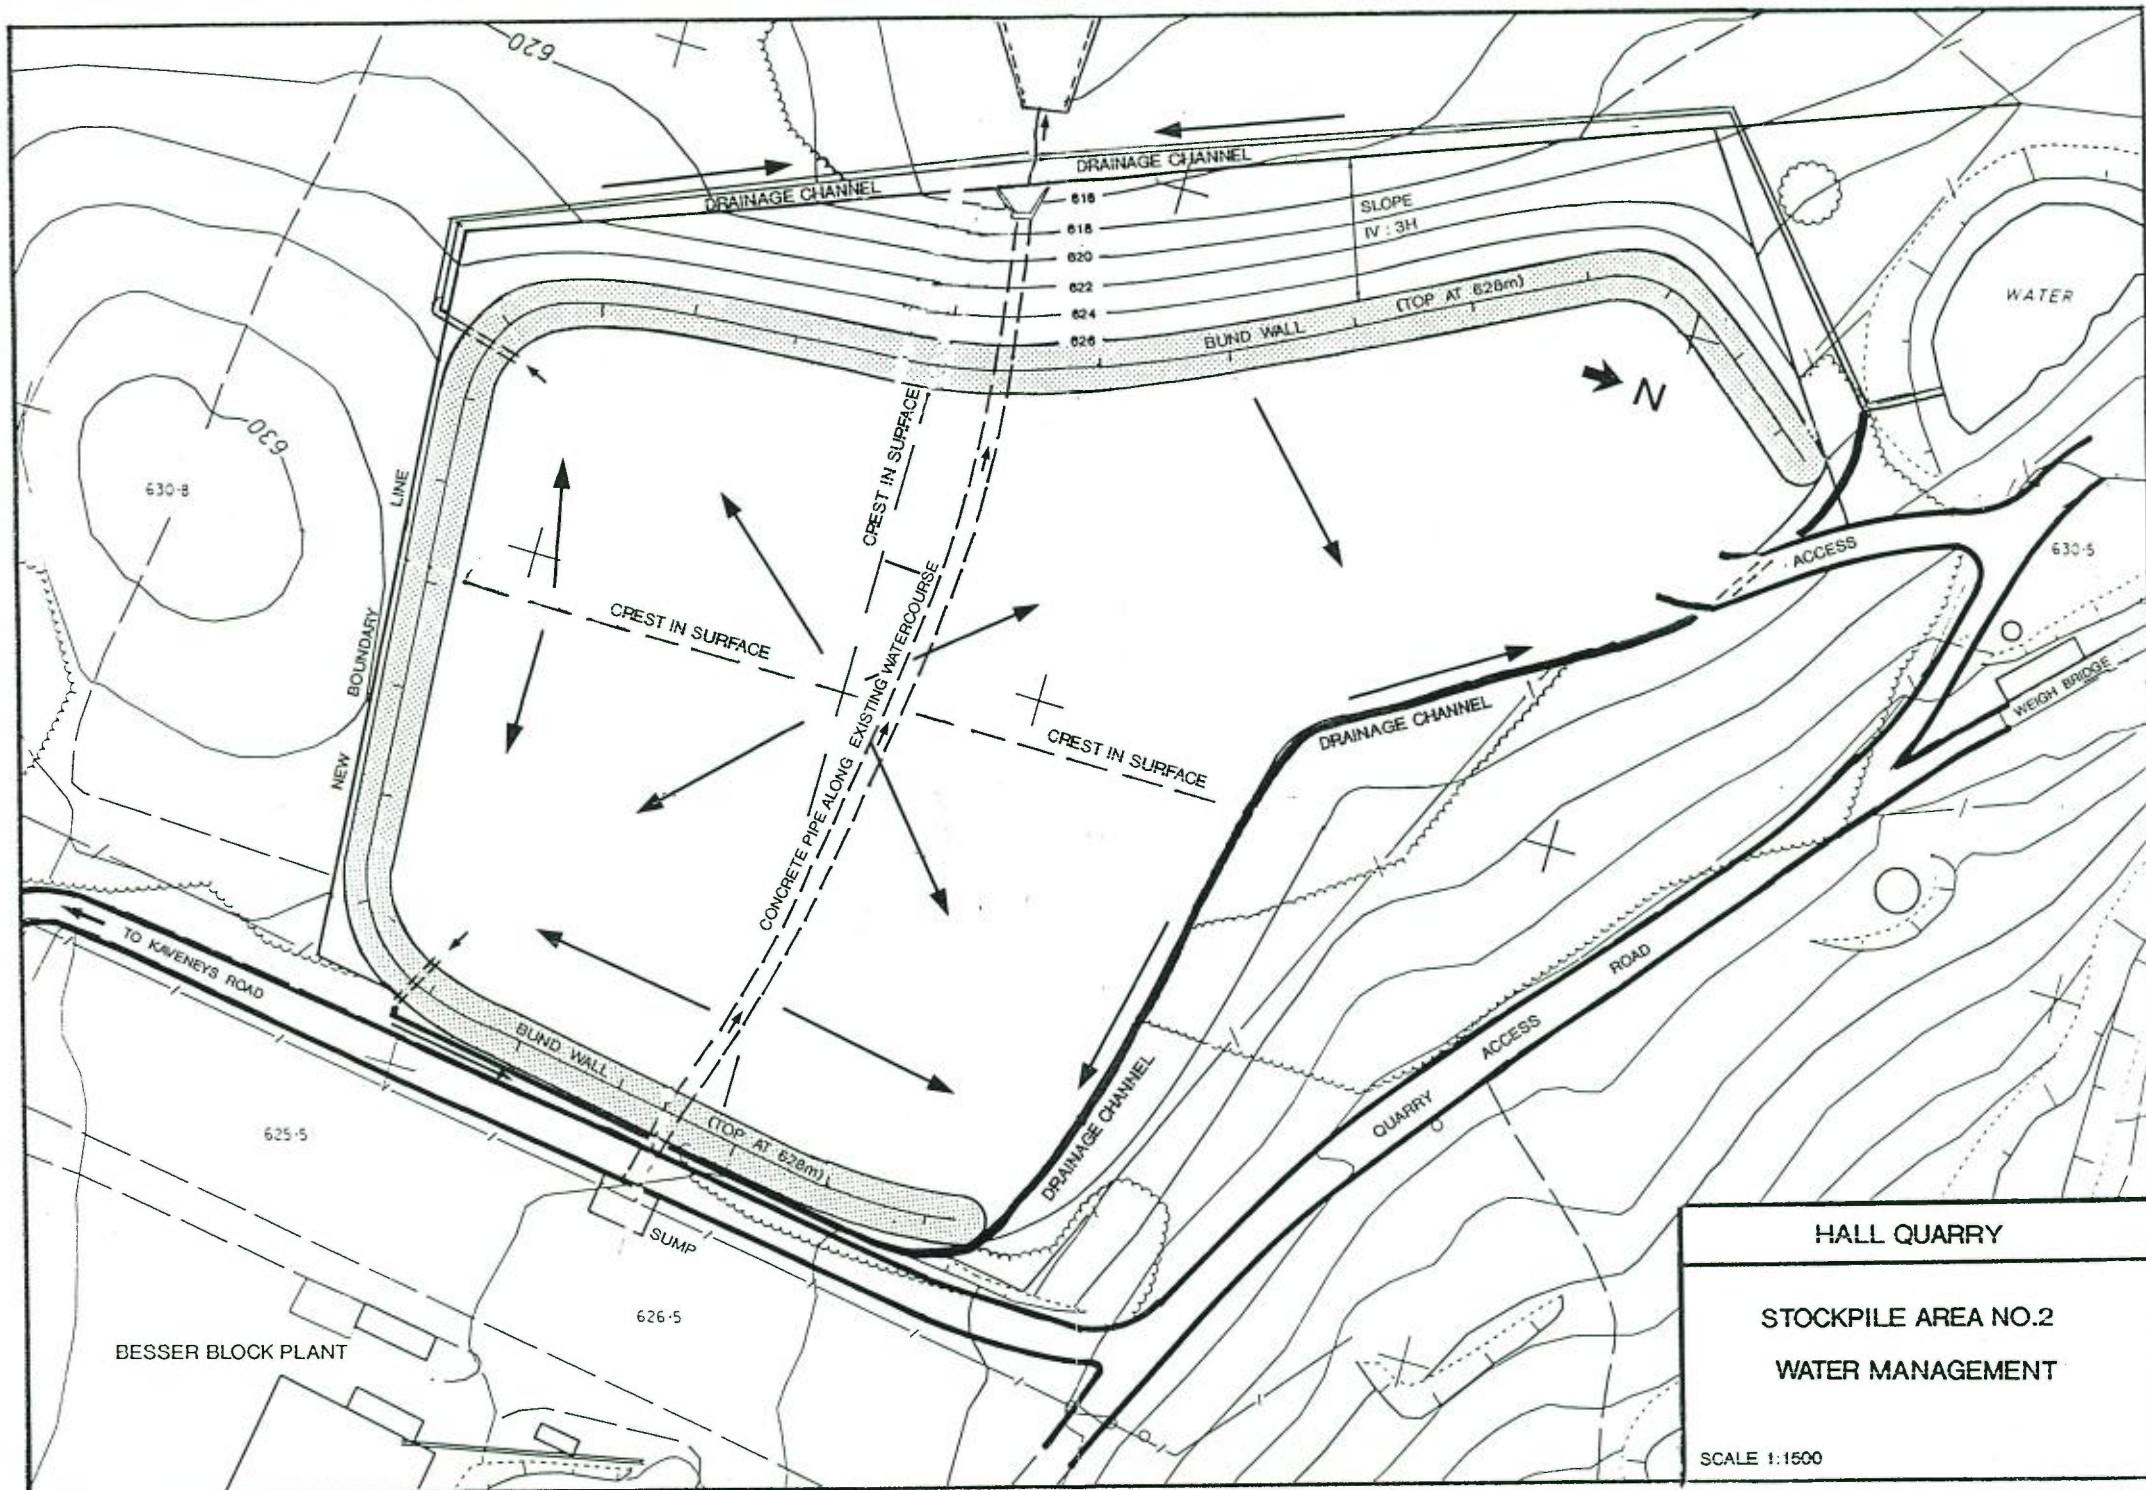 620
DRAINAGE CHANNEL
DRAINAGE CHANNEL
616
618
620
622
624
626
SLOPE
IV : 3H
(TOP AT 628m)
BUND WALL
N
WATER
630
630·8
NEW BOUNDARY LINE
CREST IN SURFACE
CREST IN SURFACE
CREST IN SURFACE
CONCRETE PIPE ALONG EXISTING WATERCOURSE
ACCESS
630·5
WEIGH BRIDGE
DRAINAGE CHANNEL
DRAINAGE CHANNEL
QUARRY ACCESS ROAD
TO KAVENEYS ROAD
BUND WALL
(TOP AT 628m)
SUMP
625·5
626·5
BESSER BLOCK PLANT
HALL QUARRY
STOCKPILE AREA NO.2
WATER MANAGEMENT
SCALE 1:1500